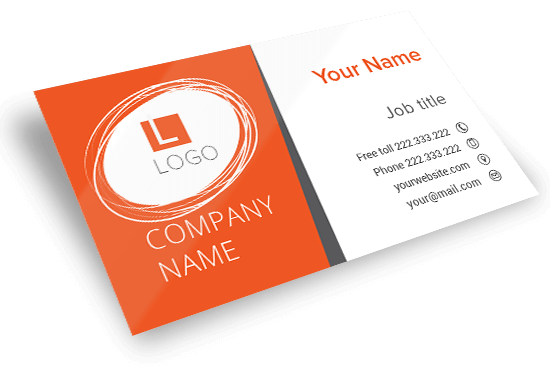 L
LOGO
COMPANY
NAME
Your Name
Job title
Free toll 222.333.222
Phone 222.333.222
yourwebsite.com
your@mail.com